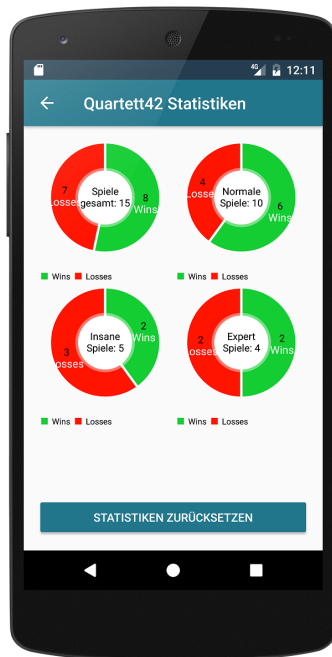 4G 12:11
Quartett42 Statistiken
7
Losses
Spiele
gesamt: 15
8
Wins
4
Losses
Normale
Spiele: 10
6
Wins
Wins Losses
Wins Losses
3
Losses
Insane
Spiele: 5
2
Wins
2
Losses
Expert
Spiele: 4
2
Wins
Wins Losses
Wins Losses
STATISTIKEN ZURÜCKSETZEN